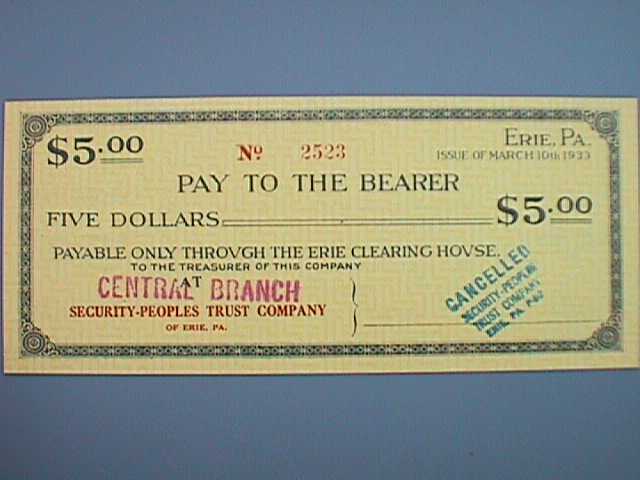 $5.00
Nº 2523
ERIE, PA.
ISSUE OF MARCH 10th 1933
PAY TO THE BEARER
FIVE DOLLARS $5.00
PAYABLE ONLY THROVGH THE ERIE CLEARING HOVSE.
TO THE TREASURER OF THIS COMPANY
AT
CENTRAL BRANCH
SECURITY-PEOPLES TRUST COMPANY
OF ERIE, PA.
CANCELLED
SECURITY-PEOPLES
TRUST COMPANY
ERIE, PA.